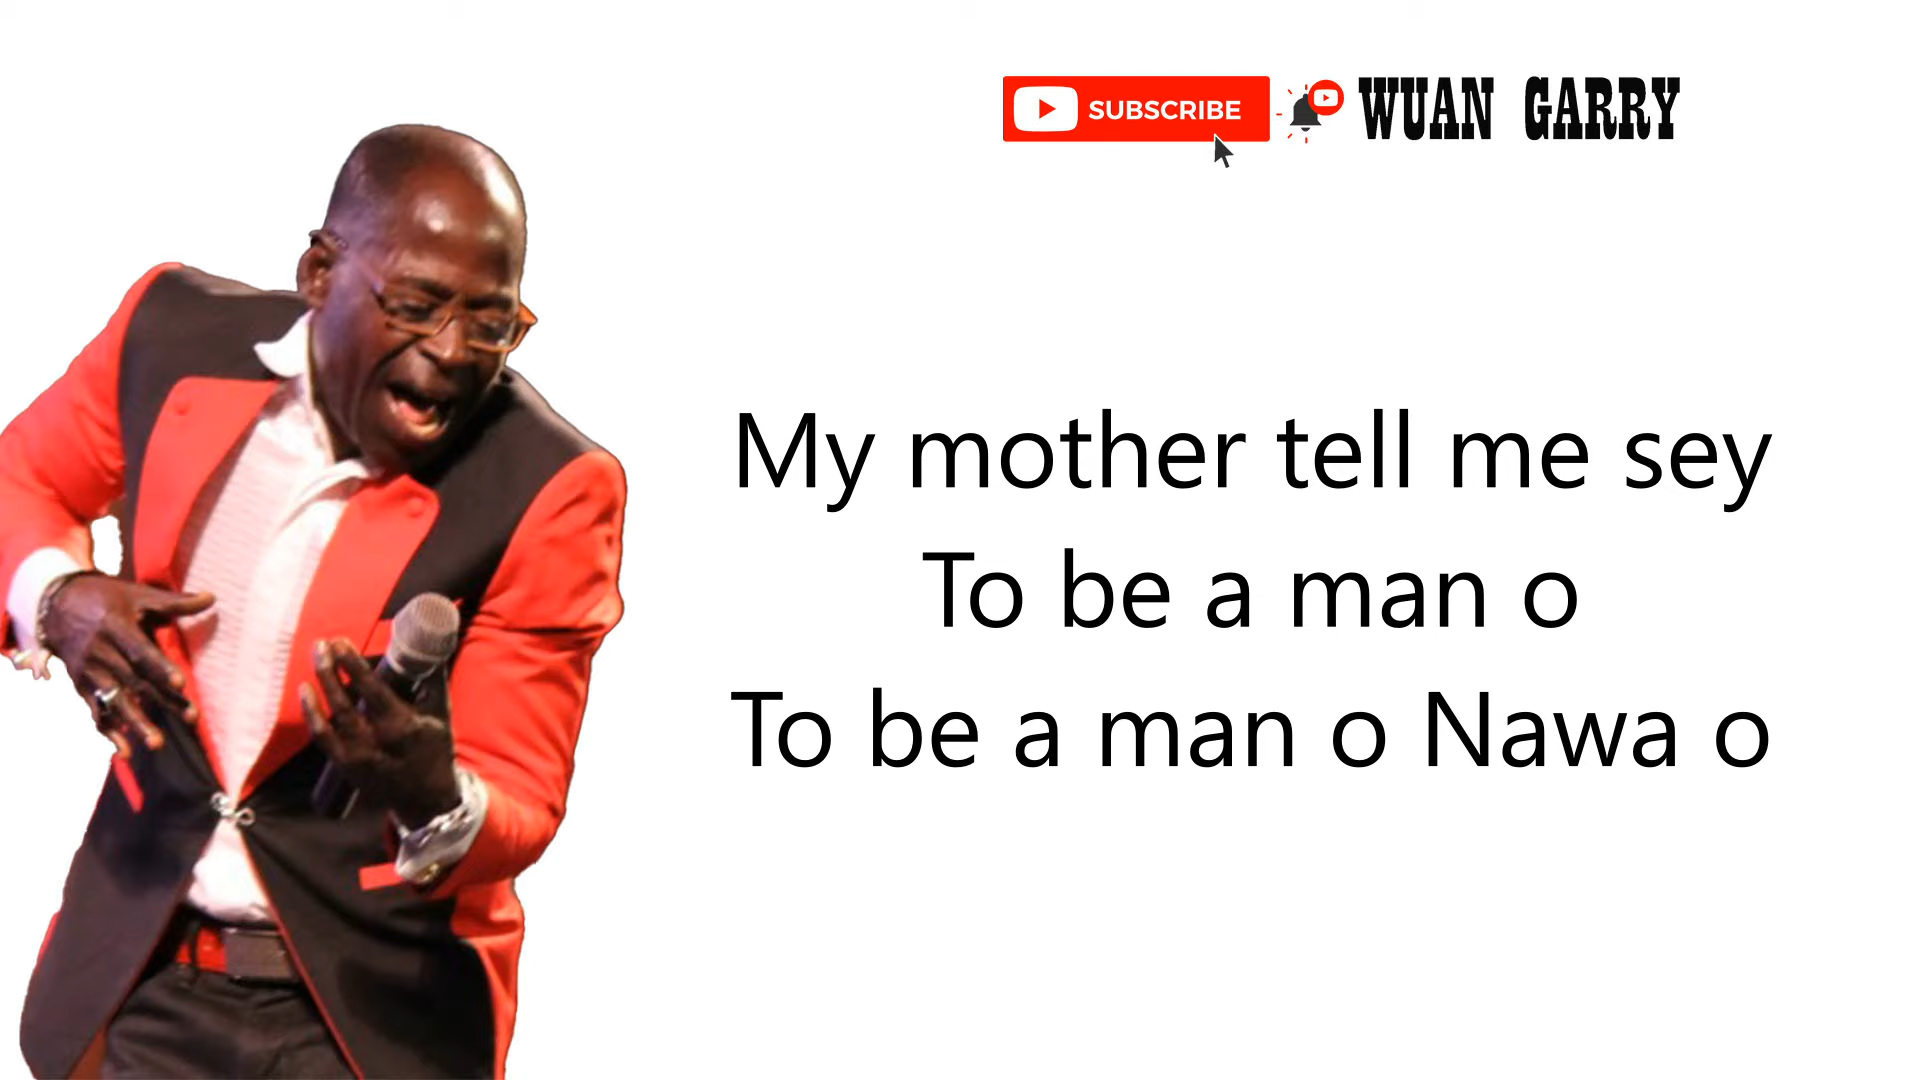 SUBSCRIBE WUAN GARRY
My mother tell me sey
To be a man o
To be a man o Nawa o